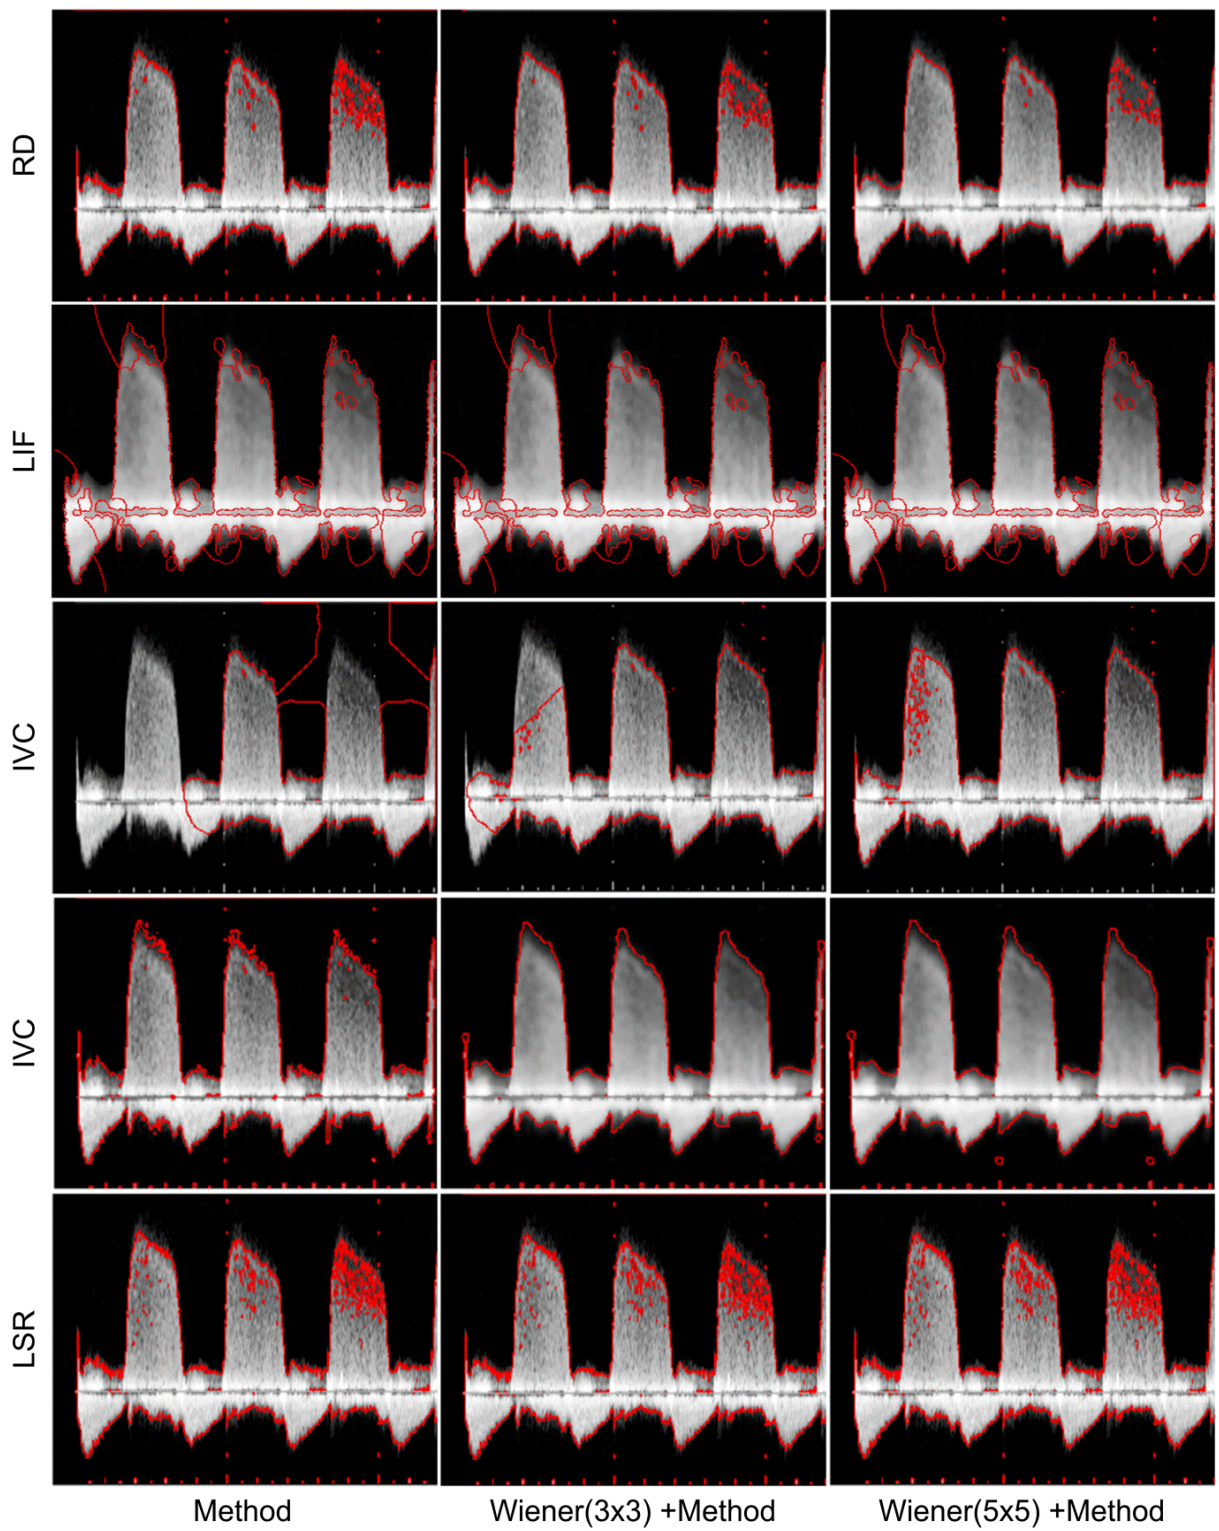 RD
LIF
IVC
IVC
LSR
Method
Wiener(3x3) +Method
Wiener(5x5) +Method